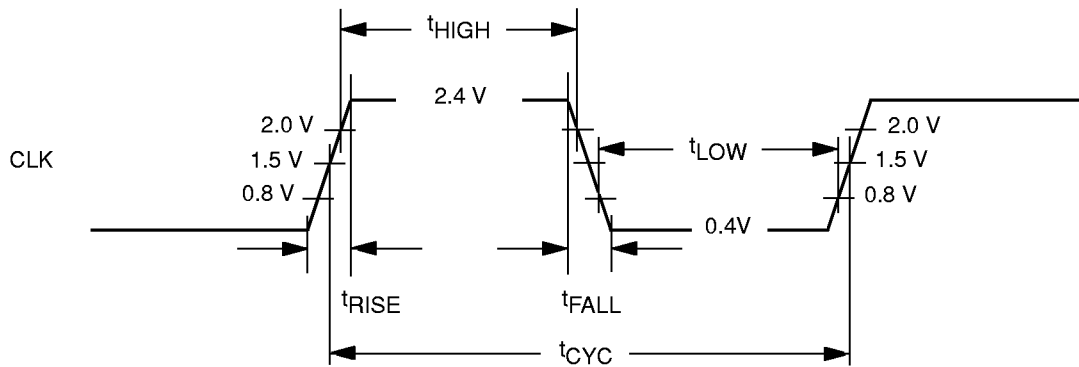 tHIGH
2.4 V
2.0 V
2.0 V
CLK
1.5 V
tLOW
1.5 V
0.8 V
0.8 V
0.4V
tRISE
tFALL
tCYC